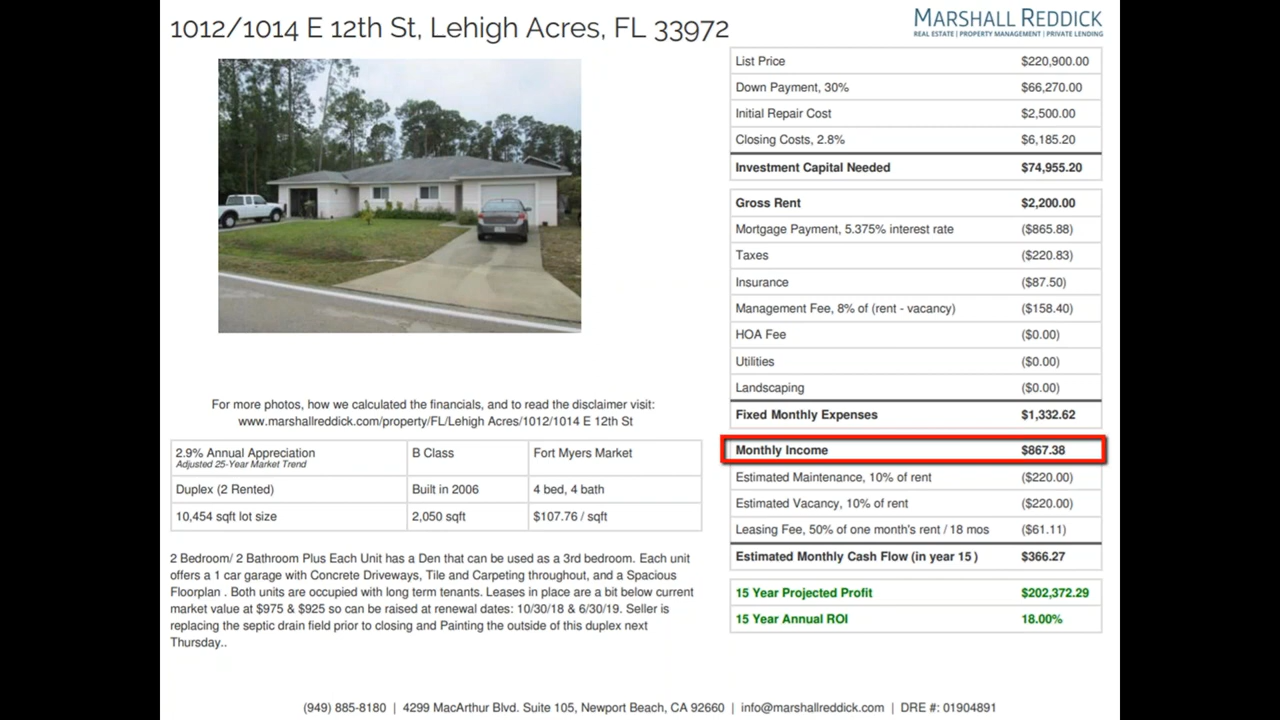 1012/1014 E 12th St, Lehigh Acres, FL 33972
MARSHALL REDDICK
REAL ESTATE | PROPERTY MANAGEMENT | PRIVATE LENDING
List Price $220,900.00
Down Payment, 30% $66,270.00
Initial Repair Cost $2,500.00
Closing Costs, 2.8% $6,185.20
Investment Capital Needed $74,955.20
Gross Rent $2,200.00
Mortgage Payment, 5.375% interest rate ($865.88)
Taxes ($220.83)
Insurance ($87.50)
Management Fee, 8% of (rent - vacancy) ($158.40)
HOA Fee ($0.00)
Utilities ($0.00)
Landscaping ($0.00)
Fixed Monthly Expenses $1,332.62
Monthly Income $867.38
Estimated Maintenance, 10% of rent ($220.00)
Estimated Vacancy, 10% of rent ($220.00)
Leasing Fee, 50% of one month's rent / 18 mos ($61.11)
Estimated Monthly Cash Flow (in year 15 ) $366.27
15 Year Projected Profit $202,372.29
15 Year Annual ROI 18.00%
For more photos, how we calculated the financials, and to read the disclaimer visit:
www.marshallreddick.com/property/FL/Lehigh Acres/1012/1014 E 12th St
2.9% Annual Appreciation B Class Fort Myers Market
Adjusted 25-Year Market Trend
Duplex (2 Rented) Built in 2006 4 bed, 4 bath
10,454 sqft lot size 2,050 sqft $107.76 / sqft
2 Bedroom/ 2 Bathroom Plus Each Unit has a Den that can be used as a 3rd bedroom. Each unit
offers a 1 car garage with Concrete Driveways, Tile and Carpeting throughout, and a Spacious
Floorplan . Both units are occupied with long term tenants. Leases in place are a bit below current
market value at $975 & $925 so can be raised at renewal dates: 10/30/18 & 6/30/19. Seller is
replacing the septic drain field prior to closing and Painting the outside of this duplex next
Thursday..
(949) 885-8180 | 4299 MacArthur Blvd. Suite 105, Newport Beach, CA 92660 | info@marshallreddick.com | DRE #: 01904891